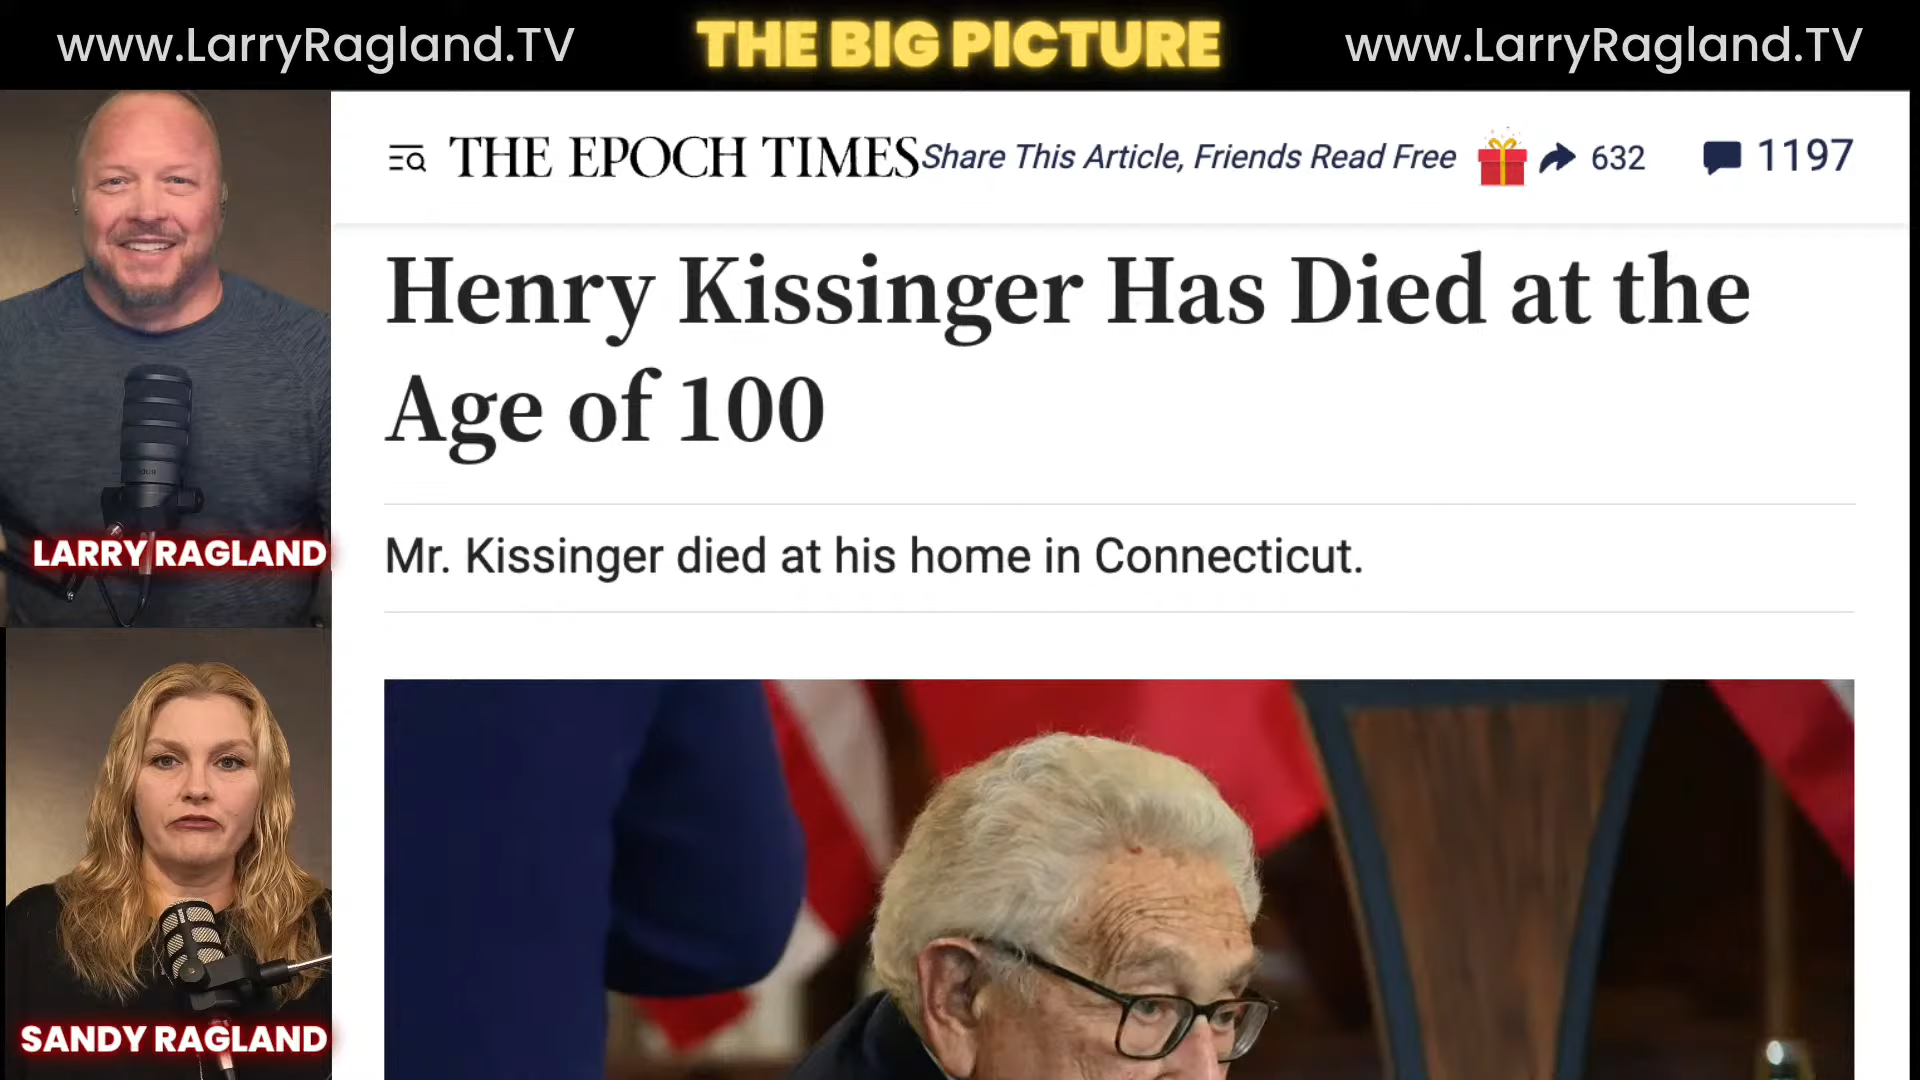 www.LarryRagland.TV
THE BIG PICTURE
www.LarryRagland.TV
THE EPOCH TIMES
Share This Article, Friends Read Free
632
1197
Henry Kissinger Has Died at the
Age of 100
Mr. Kissinger died at his home in Connecticut.
LARRY RAGLAND
SANDY RAGLAND